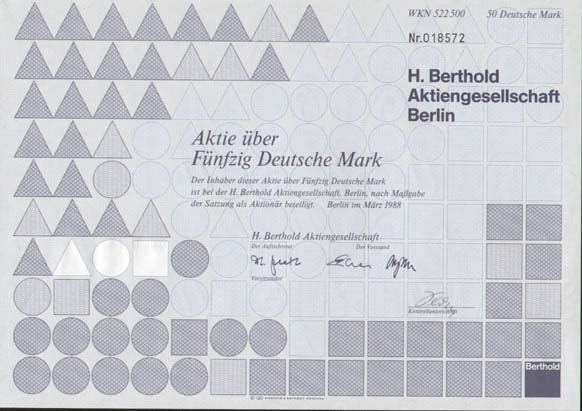 WKN 522500 50 Deutsche Mark
Nr.018572
H. Berthold
Aktiengesellschaft
Berlin
Aktie über
Fünfzig Deutsche Mark
Der Inhaber dieser Aktie über Fünfzig Deutsche Mark
ist bei der H. Berthold Aktiengesellschaft, Berlin, nach Maßgabe
der Satzung als Aktionär beteiligt. Berlin im März 1988
H. Berthold Aktiengesellschaft
Der Aufsichtsrat Der Vorstand
Vorsitzender
Kontrollunterschrift
Berthold